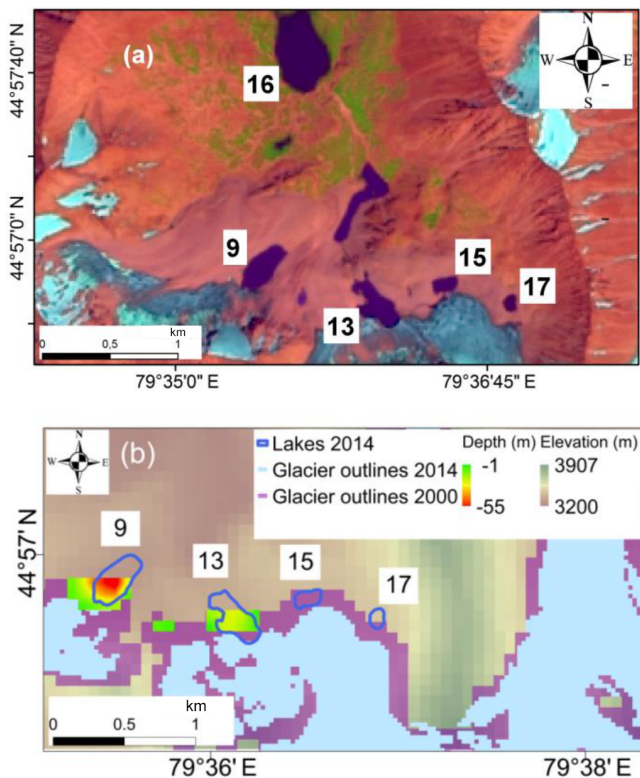 (a)
N
W E
S
44°57'40" N
16
44°57'0" N
9
15
17
13
km
0 0.5 1
79°35'0" E
79°36'45" E
(b)
N
W E
S
Lakes 2014
Glacier outlines 2014
Glacier outlines 2000
Depth (m)
-1
-55
Elevation (m)
3907
3200
44°57' N
9
13
15
17
km
0 0.5 1
79°36' E
79°38' E